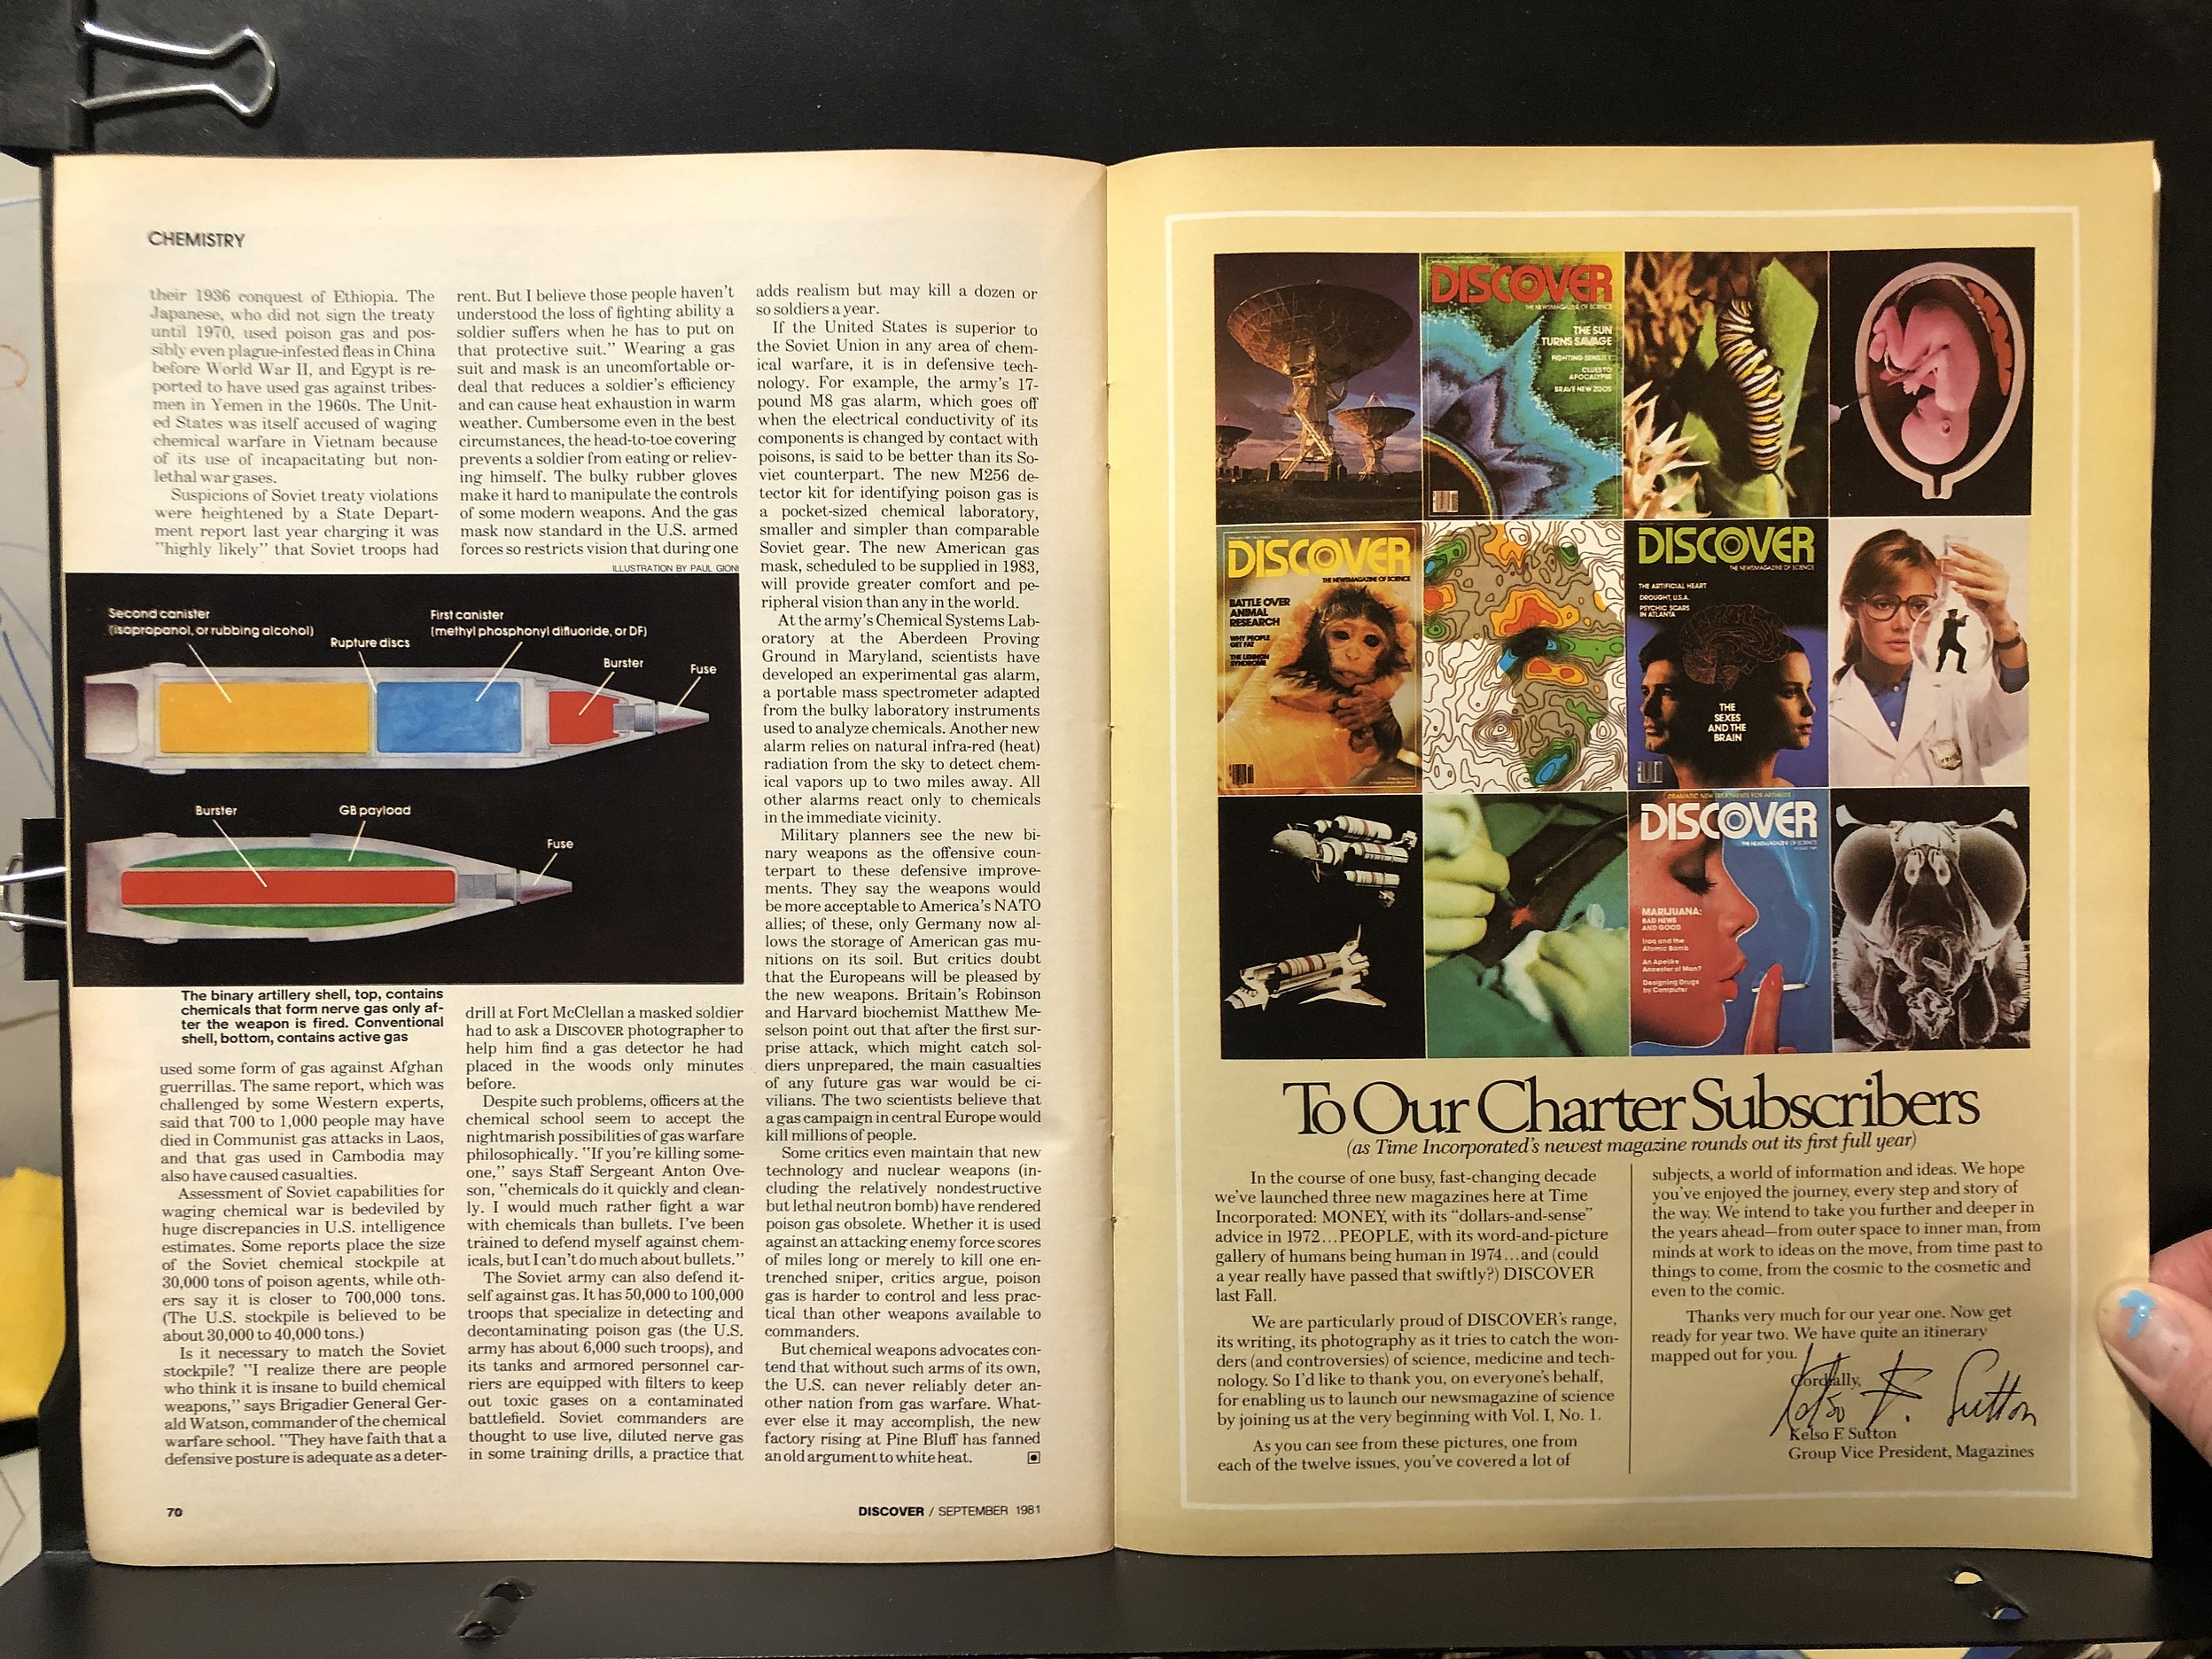 CHEMISTRY
their 1936 conquest of Ethiopia. The
Japanese, who did not sign the treaty
until 1970, used poison gas and pos-
sibly even plague-infested fleas in China
before World War II, and Egypt is re-
ported to have used gas against tribes-
men in Yemen in the 1960s. The Unit-
ed States was itself accused of waging
chemical warfare in Vietnam because
of its use of incapacitating but non-
lethal war gases.
Suspicions of Soviet treaty violations
were heightened by a State Depart-
ment report last year charging it was
"highly likely" that Soviet troops had
ILLUSTRATION BY PAUL GIONI
Second canister
(isopropanol, or rubbing alcohol)
Rupture discs
First canister
(methyl phosphonyl difluoride, or DF)
Burster
Fuse
Burster
GB payload
Fuse
The binary artillery shell, top, contains
chemicals that form nerve gas only af-
ter the weapon is fired. Conventional
shell, bottom, contains active gas
used some form of gas against Afghan
guerrillas. The same report, which was
challenged by some Western experts,
said that 700 to 1,000 people may have
died in Communist gas attacks in Laos,
and that gas used in Cambodia may
also have caused casualties.
Assessment of Soviet capabilities for
waging chemical war is bedeviled by
huge discrepancies in U.S. intelligence
estimates. Some reports place the size
of the Soviet chemical stockpile at
30,000 tons of poison agents, while oth-
ers say it is closer to 700,000 tons.
(The U.S. stockpile is believed to be
about 30,000 to 40,000 tons.)
Is it necessary to match the Soviet
stockpile? "I realize there are people
who think it is insane to build chemical
weapons," says Brigadier General Ger-
ald Watson, commander of the chemical
warfare school. "They have faith that a
defensive posture is adequate as a deter-
rent. But I believe those people haven't
understood the loss of fighting ability a
soldier suffers when he has to put on
that protective suit." Wearing a gas
suit and mask is an uncomfortable or-
deal that reduces a soldier's efficiency
and can cause heat exhaustion in warm
weather. Cumbersome even in the best
circumstances, the head-to-toe covering
prevents a soldier from eating or reliev-
ing himself. The bulky rubber gloves
make it hard to manipulate the controls
of some modern weapons. And the gas
mask now standard in the U.S. armed
forces so restricts vision that during one
drill at Fort McClellan a masked soldier
had to ask a DISCOVER photographer to
help him find a gas detector he had
placed in the woods only minutes
before.
Despite such problems, officers at the
chemical school seem to accept the
nightmarish possibilities of gas warfare
philosophically. "If you're killing some-
one," says Staff Sergeant Anton Ove-
son, "chemicals do it quickly and clean-
ly. I would much rather fight a war
with chemicals than bullets. I've been
trained to defend myself against chem-
icals, but I can't do much about bullets."
The Soviet army can also defend it-
self against gas. It has 50,000 to 100,000
troops that specialize in detecting and
decontaminating poison gas (the U.S.
army has about 6,000 such troops), and
its tanks and armored personnel car-
riers are equipped with filters to keep
out toxic gases on a contaminated
battlefield. Soviet commanders are
thought to use live, diluted nerve gas
in some training drills, a practice that
adds realism but may kill a dozen or
so soldiers a year.
If the United States is superior to
the Soviet Union in any area of chem-
ical warfare, it is in defensive tech-
nology. For example, the army's 17-
pound M8 gas alarm, which goes off
when the electrical conductivity of its
components is changed by contact with
poisons, is said to be better than its So-
viet counterpart. The new M256 de-
tector kit for identifying poison gas is
a pocket-sized chemical laboratory,
smaller and simpler than comparable
Soviet gear. The new American gas
mask, scheduled to be supplied in 1983,
will provide greater comfort and pe-
ripheral vision than any in the world.
At the army's Chemical Systems Lab-
oratory at the Aberdeen Proving
Ground in Maryland, scientists have
developed an experimental gas alarm,
a portable mass spectrometer adapted
from the bulky laboratory instruments
used to analyze chemicals. Another new
alarm relies on natural infra-red (heat)
radiation from the sky to detect chem-
ical vapors up to two miles away. All
other alarms react only to chemicals
in the immediate vicinity.
Military planners see the new bi-
nary weapons as the offensive coun-
terpart to these defensive improve-
ments. They say the weapons would
be more acceptable to America's NATO
allies; of these, only Germany now al-
lows the storage of American gas mu-
nitions on its soil. But critics doubt
that the Europeans will be pleased by
the new weapons. Britain's Robinson
and Harvard biochemist Matthew Me-
selson point out that after the first sur-
prise attack, which might catch sol-
diers unprepared, the main casualties
of any future gas war would be ci-
vilians. The two scientists believe that
a gas campaign in central Europe would
kill millions of people.
Some critics even maintain that new
technology and nuclear weapons (in-
cluding the relatively nondestructive
but lethal neutron bomb) have rendered
poison gas obsolete. Whether it is used
against an attacking enemy force scores
of miles long or merely to kill one en-
trenched sniper, critics argue, poison
gas is harder to control and less prac-
tical than other weapons available to
commanders.
But chemical weapons advocates con-
tend that without such arms of its own,
the U.S. can never reliably deter an-
other nation from gas warfare. What-
ever else it may accomplish, the new
factory rising at Pine Bluff has fanned
an old argument to white heat.
70
DISCOVER / SEPTEMBER 1981
DISCOVER
THE NEWSMAGAZINE OF SCIENCE
THE SUN
TURNS SAVAGE
FIGHTING SENILITY
CLUES TO
APOCALYPSE
BRAVE NEW ZOOS
DISCOVER
THE NEWSMAGAZINE OF SCIENCE
BATTLE OVER
ANIMAL
RESEARCH
WHY PEOPLE
GET FAT
THE LENNON
SYNDROME
DISCOVER
THE NEWSMAGAZINE OF SCIENCE
THE ARTIFICIAL HEART
DROUGHT, U.S.A.
PSYCHIC SCARS
IN ATLANTA
THE
SEXES
AND THE
BRAIN
DRAMATIC NEW TREATMENTS FOR ARTHRITIS
DISCOVER
THE NEWSMAGAZINE OF SCIENCE
MARIJUANA:
BAD NEWS
AND GOOD
Iraq and the
Atomic Bomb
An Apelike
Ancestor of Man?
Designing Drugs
by Computer
To Our Charter Subscribers
(as Time Incorporated's newest magazine rounds out its first full year)
In the course of one busy, fast-changing decade
we've launched three new magazines here at Time
Incorporated: MONEY, with its "dollars-and-sense"
advice in 1972...PEOPLE, with its word-and-picture
gallery of humans being human in 1974...and (could
a year really have passed that swiftly?) DISCOVER
last Fall.
We are particularly proud of DISCOVER's range,
its writing, its photography as it tries to catch the won-
ders (and controversies) of science, medicine and tech-
nology. So I'd like to thank you, on everyone's behalf,
for enabling us to launch our newsmagazine of science
by joining us at the very beginning with Vol. I, No. 1.
As you can see from these pictures, one from
each of the twelve issues, you've covered a lot of
subjects, a world of information and ideas. We hope
you've enjoyed the journey, every step and story of
the way. We intend to take you further and deeper in
the years ahead—from outer space to inner man, from
minds at work to ideas on the move, from time past to
things to come, from the cosmic to the cosmetic and
even to the comic.
Thanks very much for our year one. Now get
ready for year two. We have quite an itinerary
mapped out for you.
Cordially,
Kelso F. Sutton
Kelso F. Sutton
Group Vice President, Magazines